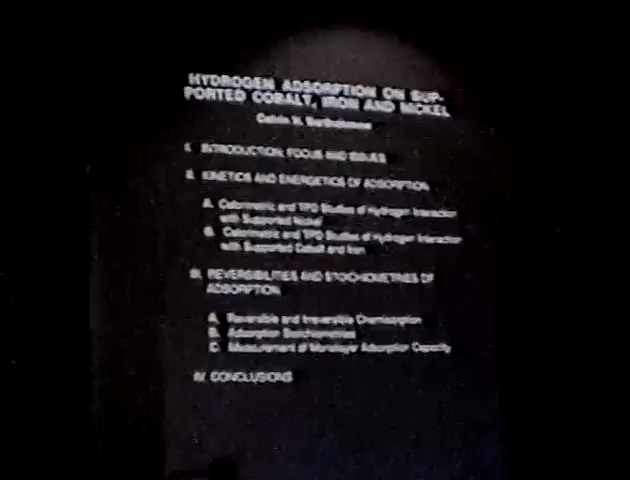 HYDROGEN ADSORPTION ON SUP-
PORTED COBALT, IRON AND NICKEL
Calvin H. Bartholomew
I. INTRODUCTION, FOCUS AND ISSUES
II. KINETICS AND ENERGETICS OF ADSORPTION
A. Calorimetric and TPD Studies of Hydrogen Interaction
with Supported Nickel
B. Calorimetric and TPD Studies of Hydrogen Interaction
with Supported Cobalt and Iron
III. REVERSIBILITIES AND STOICHIOMETRIES OF
ADSORPTION
A. Reversible and Irreversible Chemisorption
B. Adsorption Stoichiometries
C. Measurement of Monolayer Adsorption Capacity
IV. CONCLUSIONS